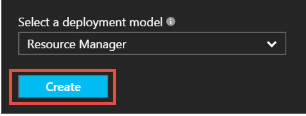 Select a deployment model
Resource Manager
Create